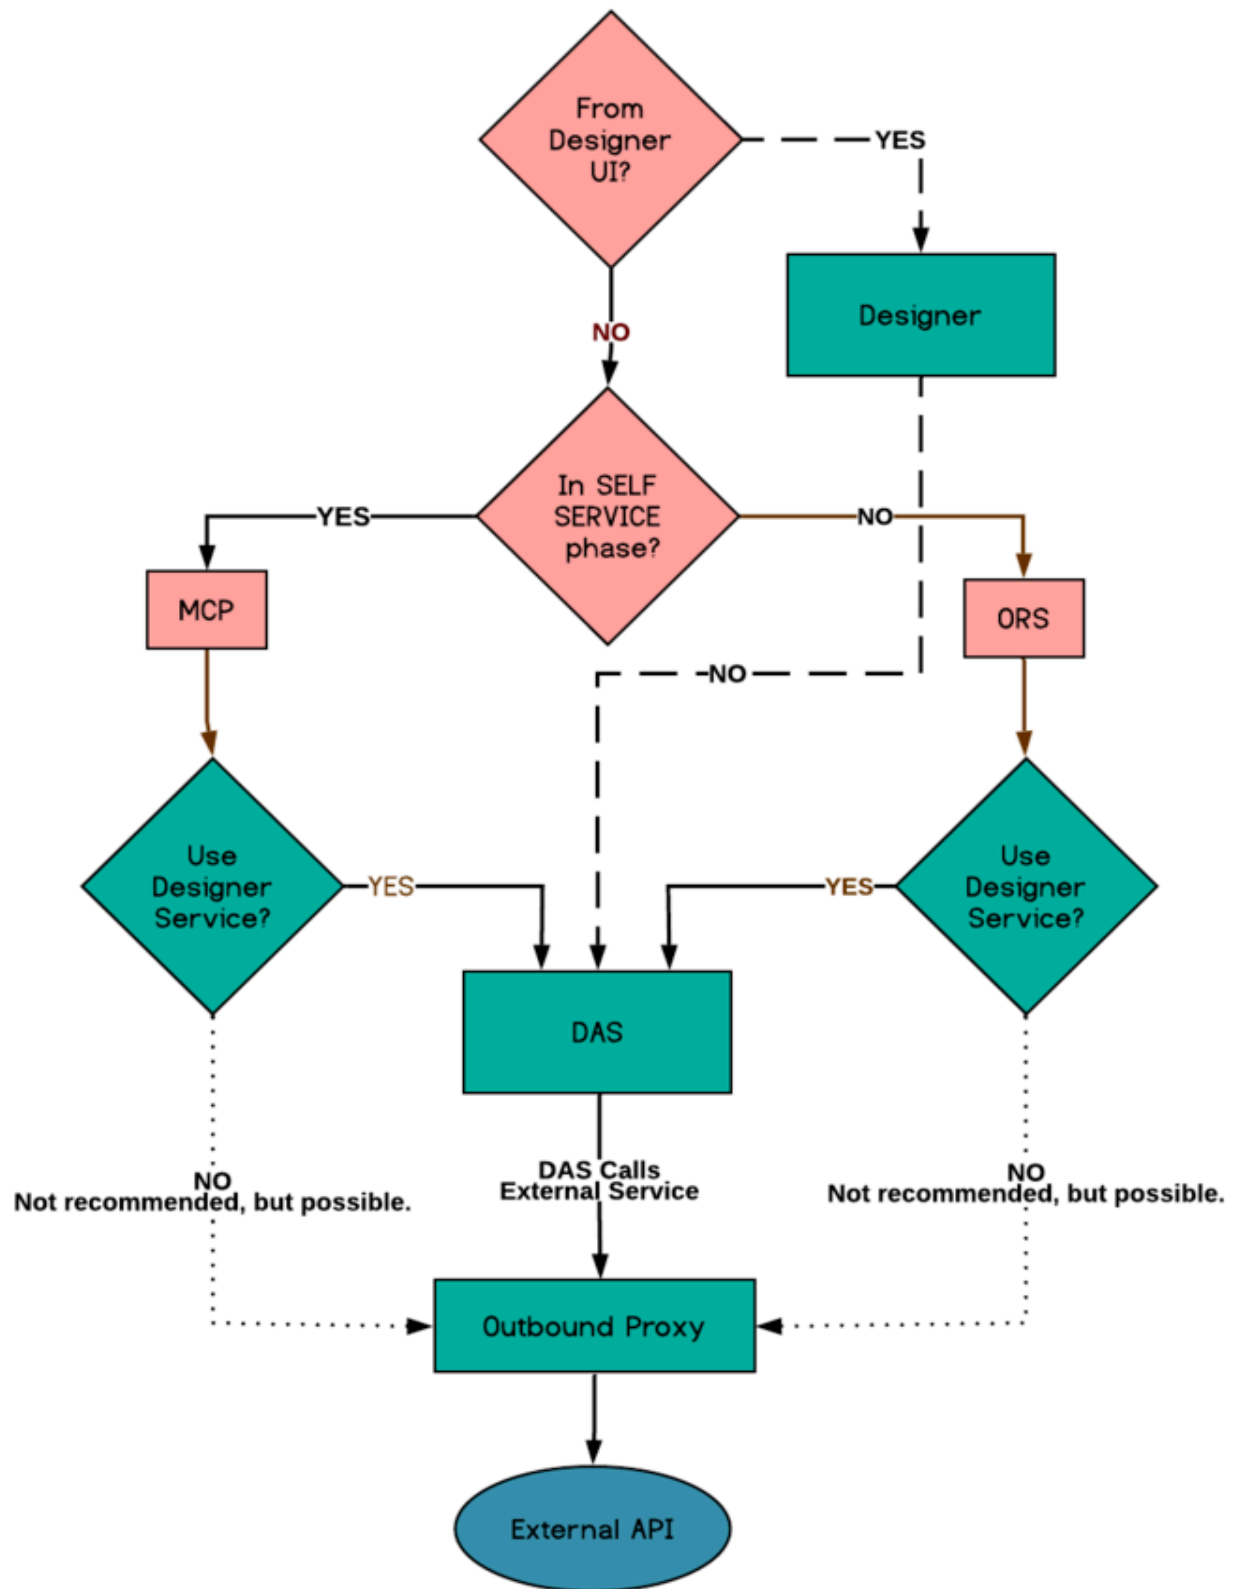 From
Designer
UI?
YES
Designer
NO
In SELF
SERVICE
phase?
YES
NO
MCP
ORS
NO
Use
Designer
Service?
YES
YES
Use
Designer
Service?
DAS
NO
Not recommended, but possible.
DAS Calls
External Service
NO
Not recommended, but possible.
Outbound Proxy
External API